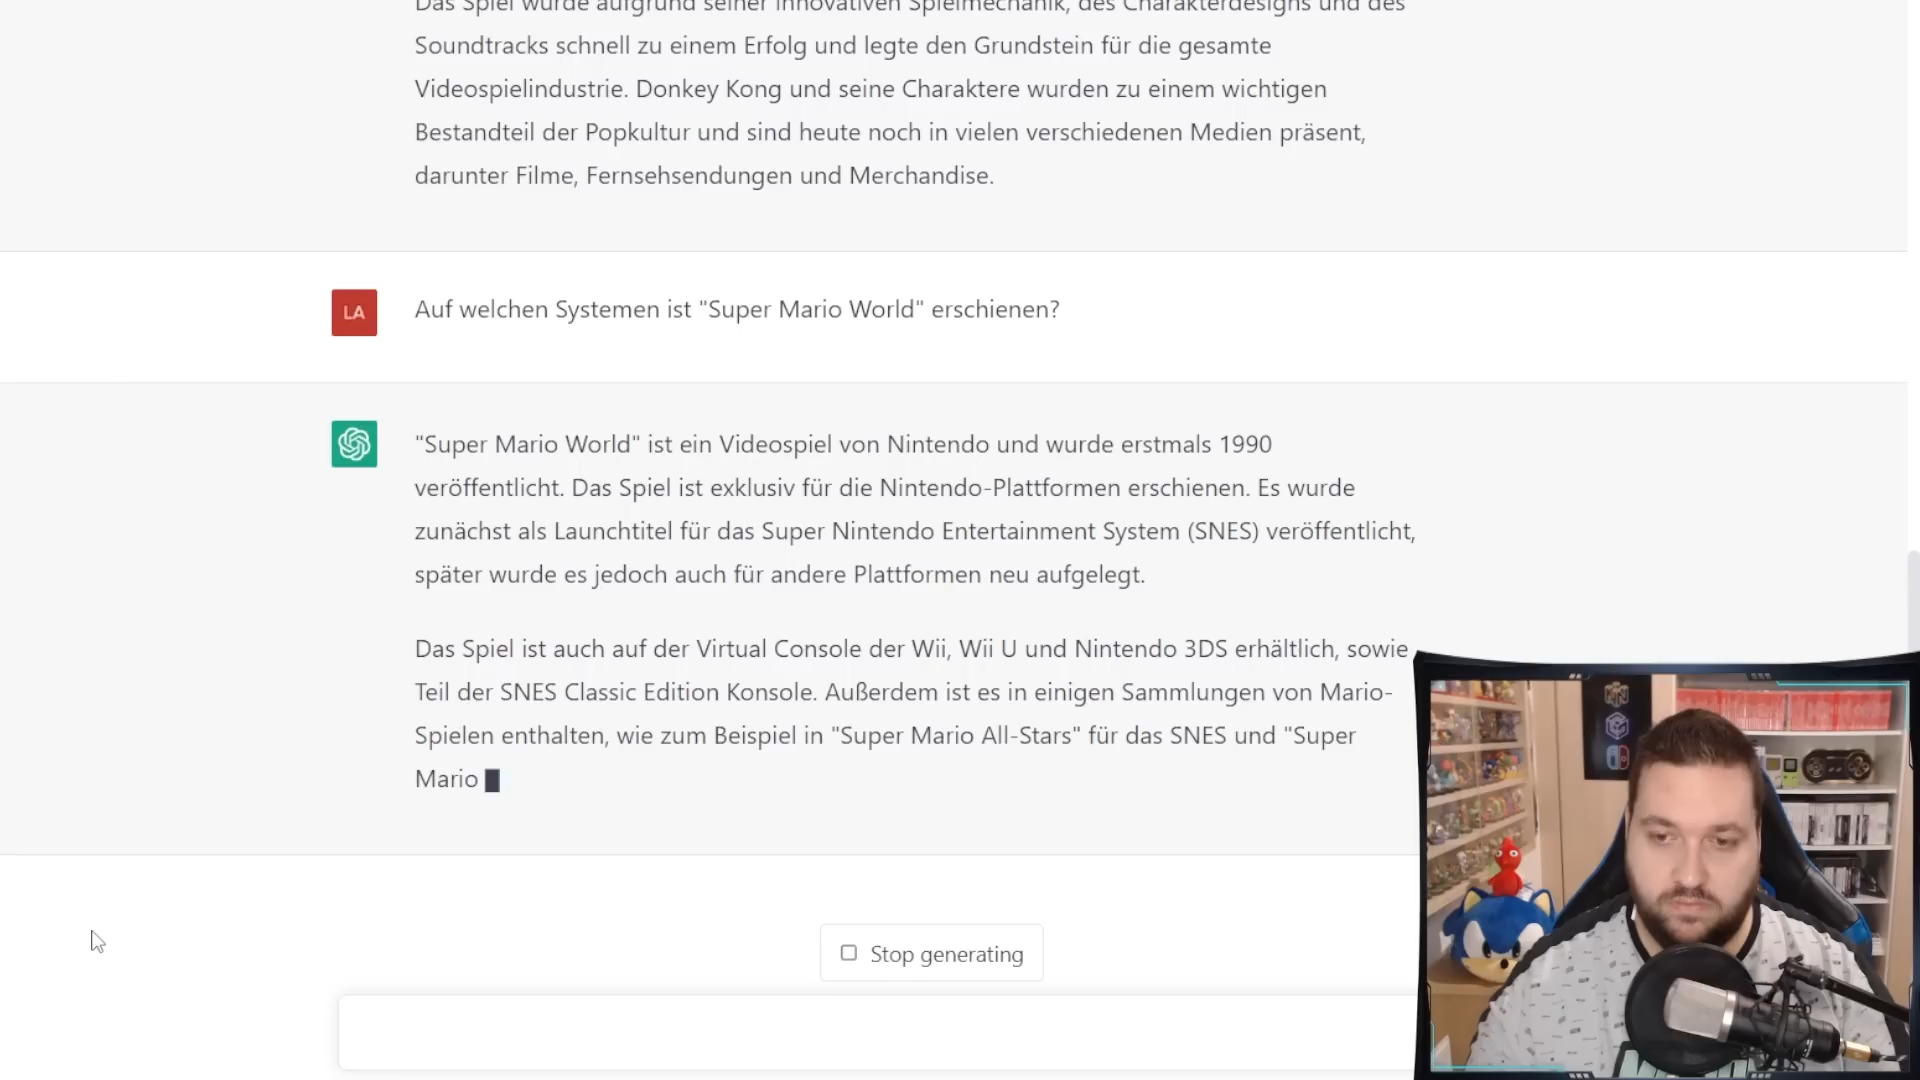 Das Spiel wurde aufgrund seiner innovativen Spielmechanik, des Charakterdesigns und des
Soundtracks schnell zu einem Erfolg und legte den Grundstein für die gesamte
Videospielindustrie. Donkey Kong und seine Charaktere wurden zu einem wichtigen
Bestandteil der Popkultur und sind heute noch in vielen verschiedenen Medien präsent,
darunter Filme, Fernsehsendungen und Merchandise.
LA
Auf welchen Systemen ist "Super Mario World" erschienen?
"Super Mario World" ist ein Videospiel von Nintendo und wurde erstmals 1990
veröffentlicht. Das Spiel ist exklusiv für die Nintendo-Plattformen erschienen. Es wurde
zunächst als Launchtitel für das Super Nintendo Entertainment System (SNES) veröffentlicht,
später wurde es jedoch auch für andere Plattformen neu aufgelegt.
Das Spiel ist auch auf der Virtual Console der Wii, Wii U und Nintendo 3DS erhältlich, sowie
Teil der SNES Classic Edition Konsole. Außerdem ist es in einigen Sammlungen von Mario-
Spielen enthalten, wie zum Beispiel in "Super Mario All-Stars" für das SNES und "Super
Mario
Stop generating